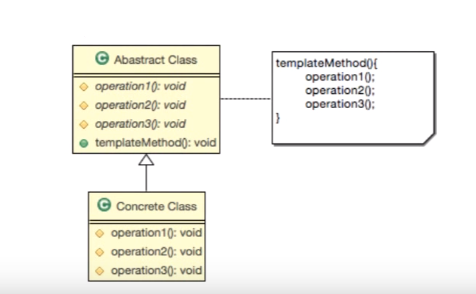 C Abastract Class
operation1(): void
operation2(): void
operation3(): void
templateMethod(): void
templateMethod(){
operation1();
operation2();
operation3();
}
C Concrete Class
operation1(): void
operation2(): void
operation3(): void